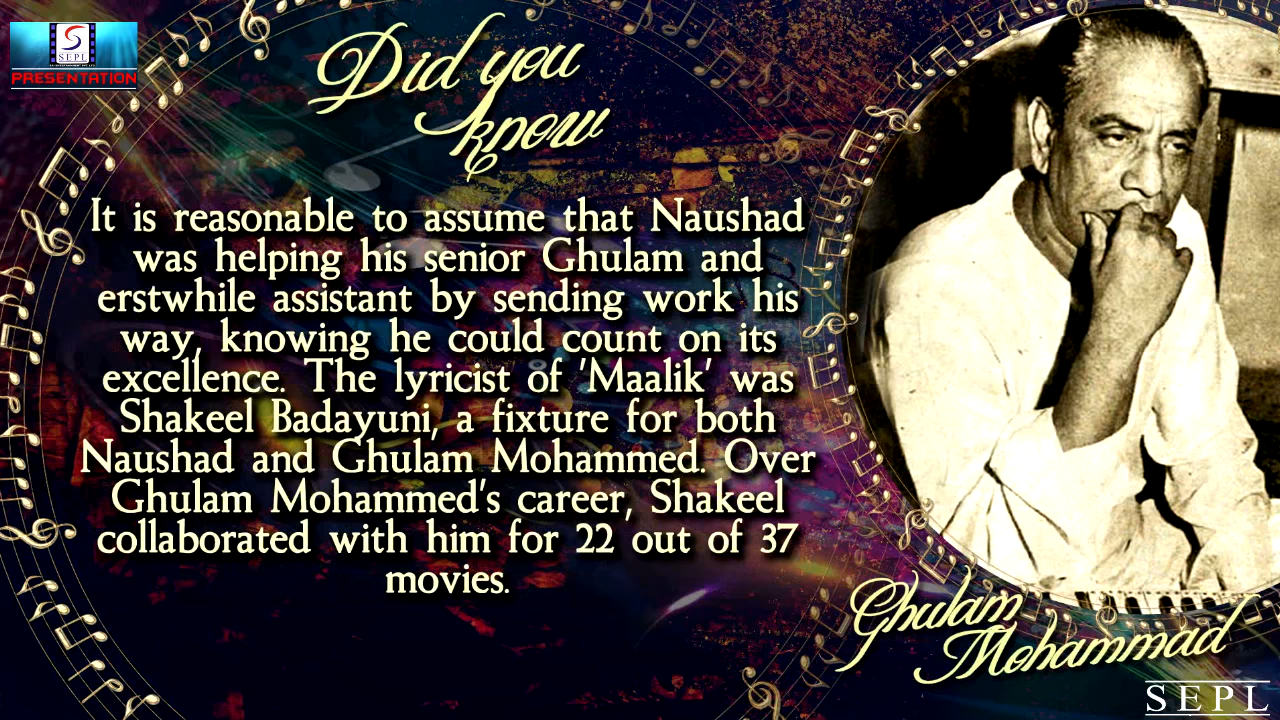 SEPL
PRESENTATION
Did you
know
It is reasonable to assume that Naushad
was helping his senior Ghulam and
erstwhile assistant by sending work his
way, knowing he could count on its
excellence. The lyricist of 'Maalik' was
Shakeel Badayuni, a fixture for both
Naushad and Ghulam Mohammed. Over
Ghulam Mohammed's career, Shakeel
collaborated with him for 22 out of 37
movies.
Ghulam
Mohammad
SEPL